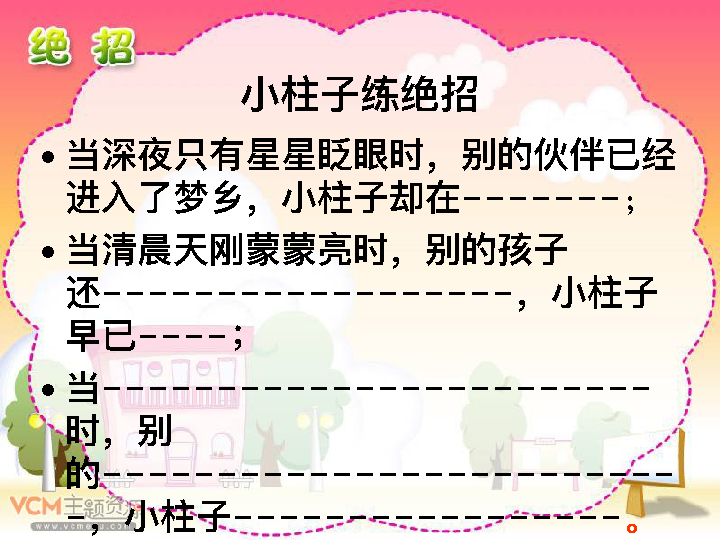 绝 招
小柱子练绝招
• 当深夜只有星星眨眼时，别的伙伴已经
进入了梦乡，小柱子却在-------；
• 当清晨天刚蒙蒙亮时，别的孩子
还------------------，小柱子
早已----；
• 当------------------------
时，别
的-------------------------
-，小柱子-----------------。
VCM主题资
www.vcmedu.com